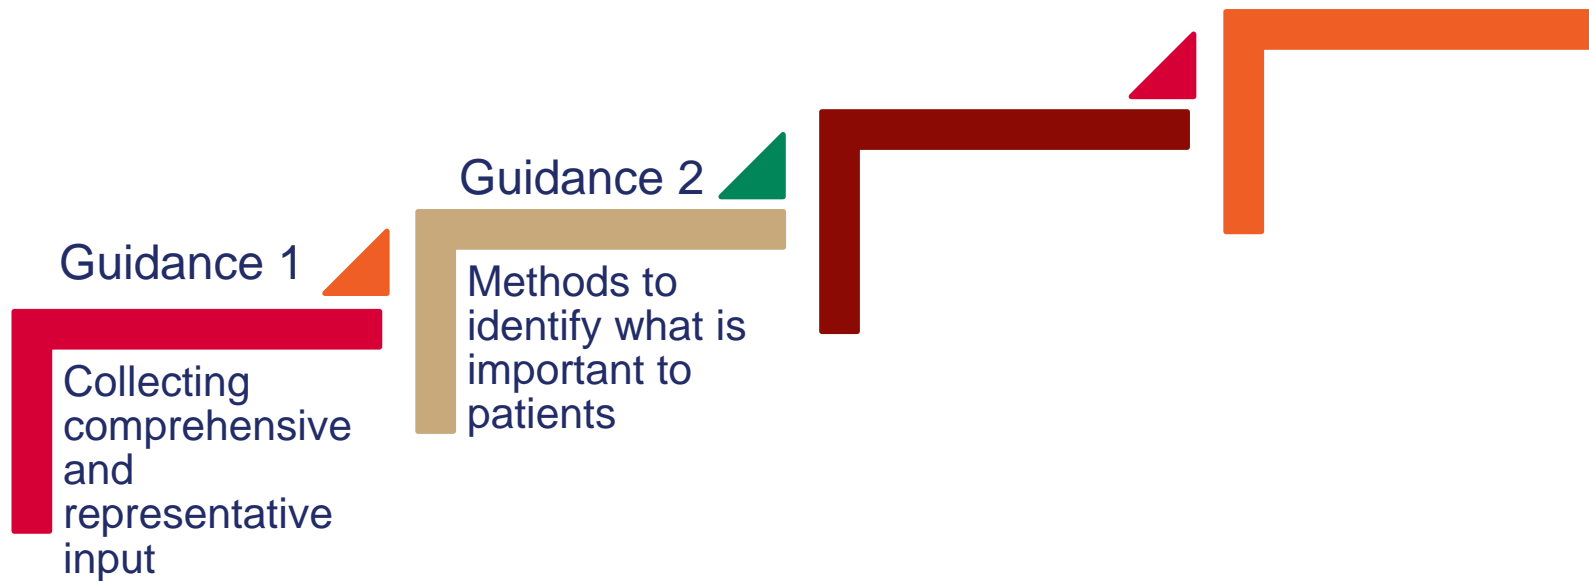 Guidance 1
Collecting
comprehensive
and
representative
input
Guidance 2
Methods to
identify what is
important to
patients